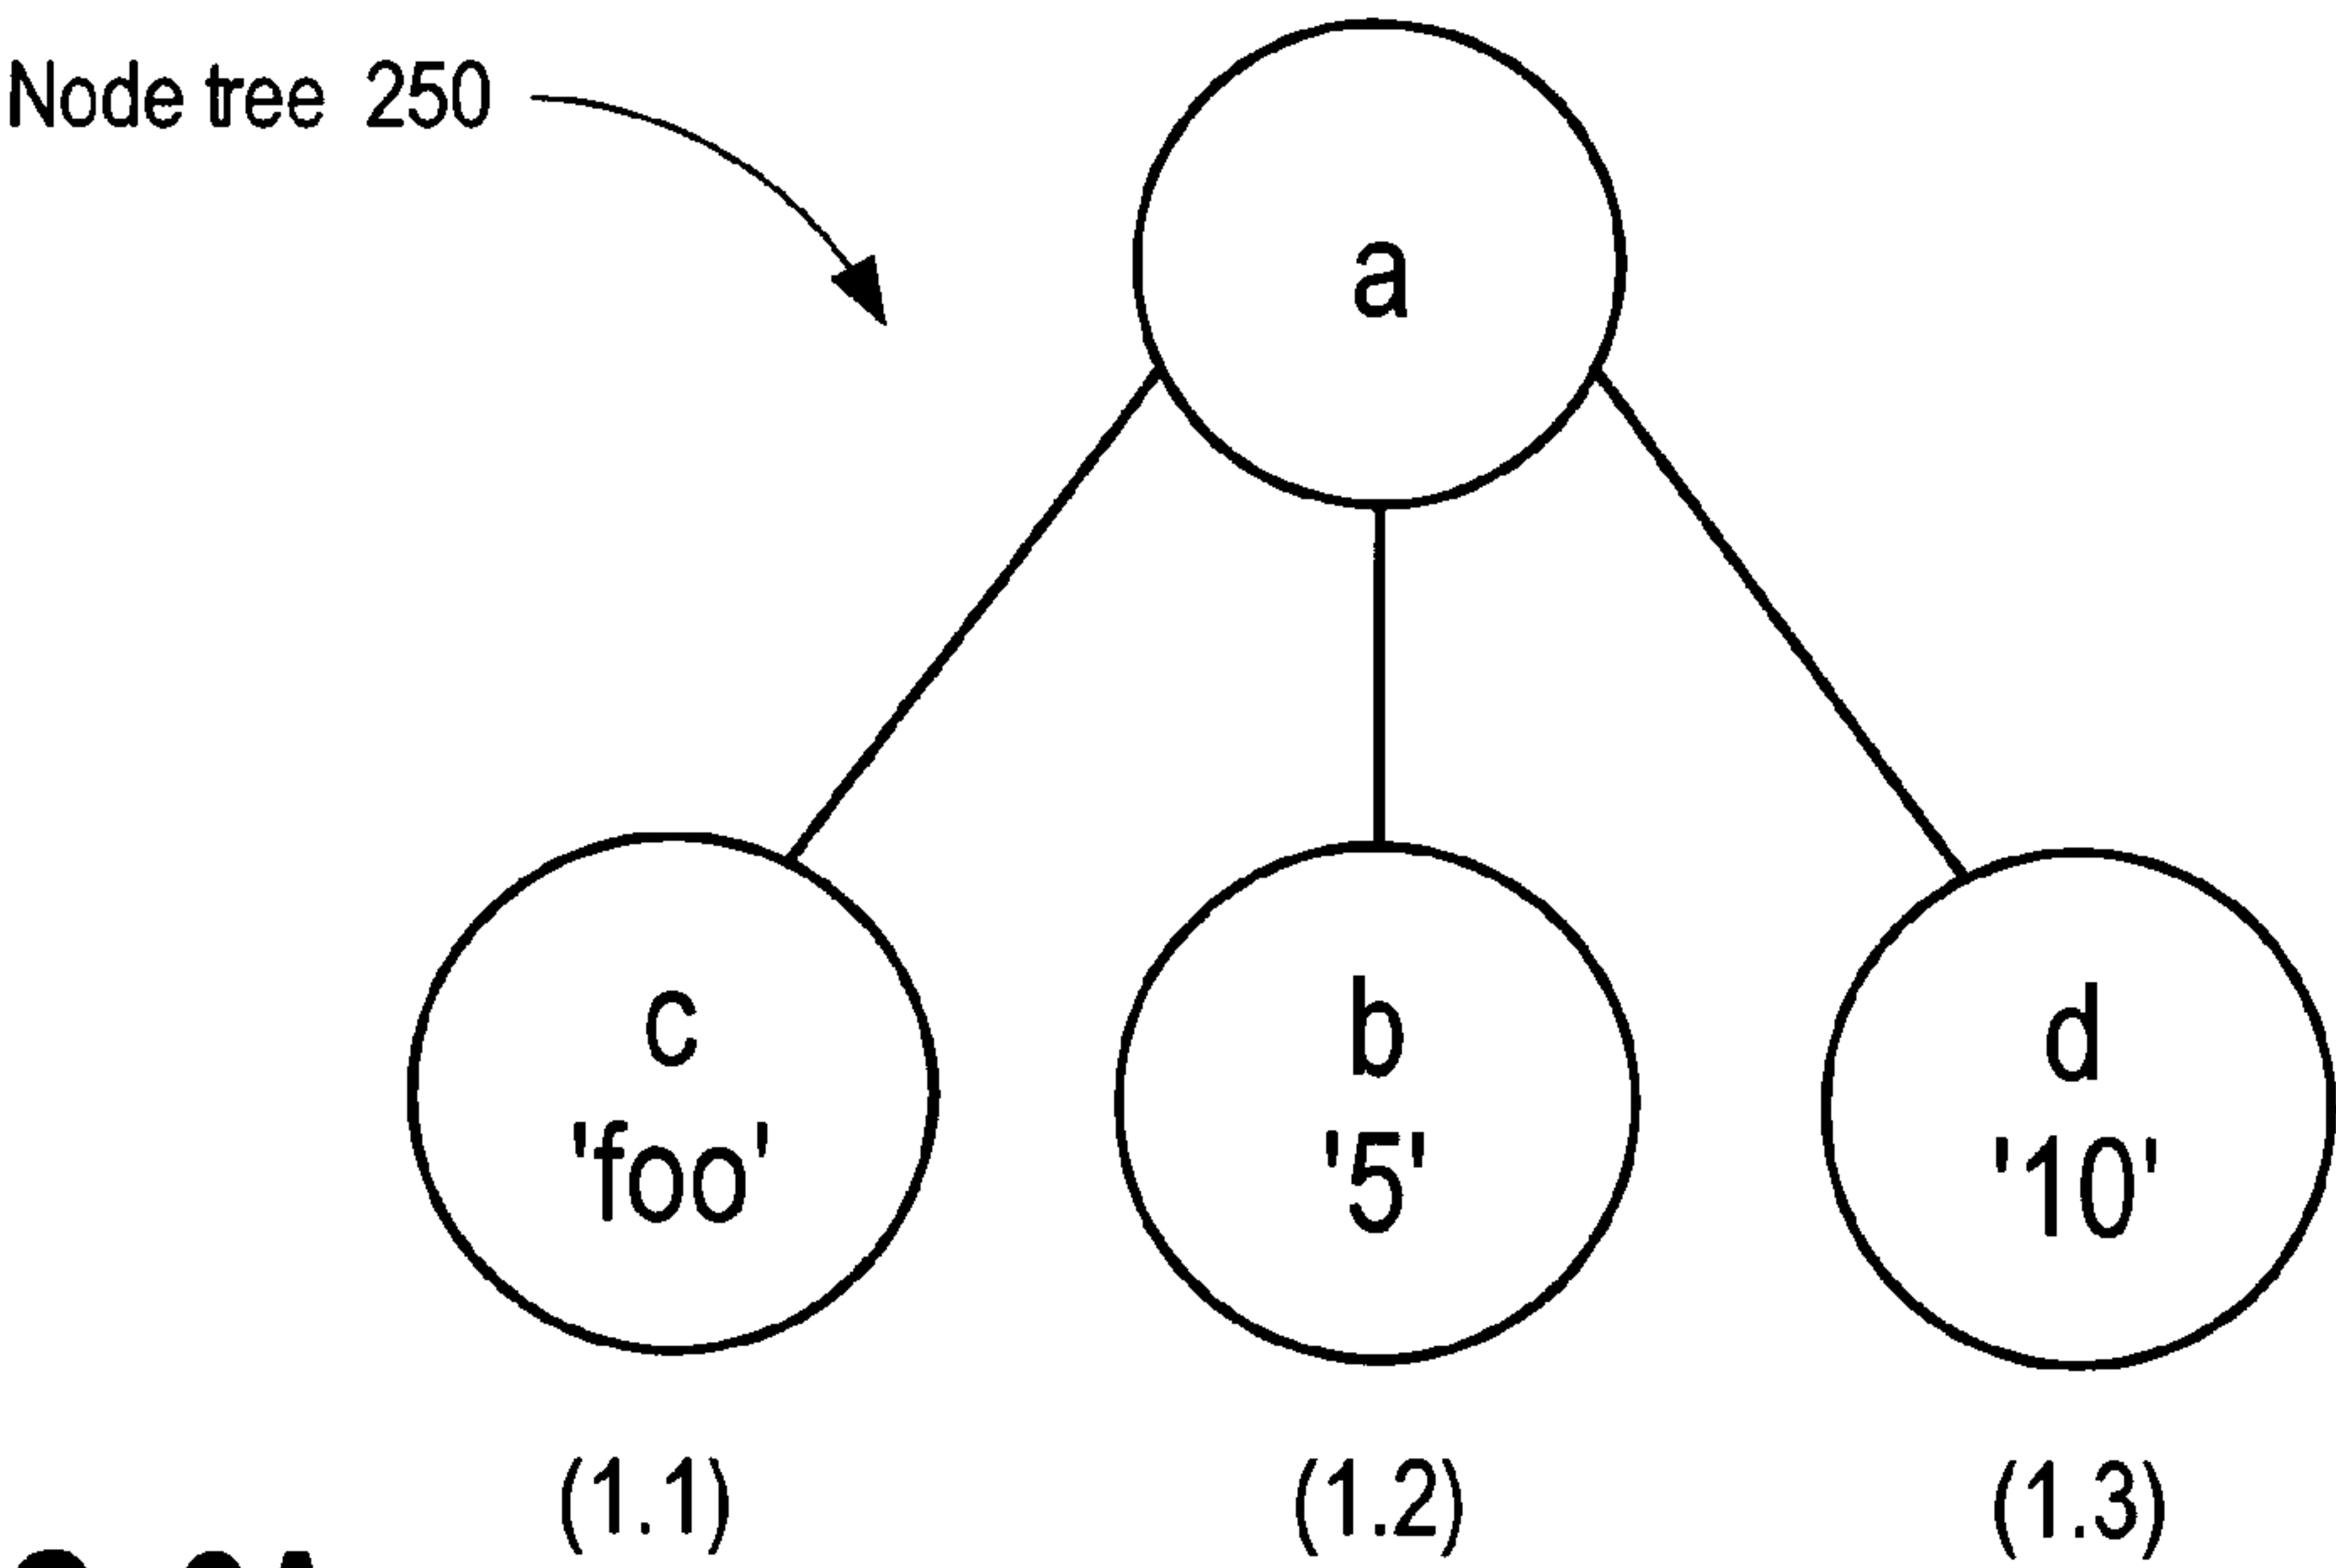 Node tree 250
a
c
'foo'
b
'5'
d
'10'
(1.1)
(1.2)
(1.3)